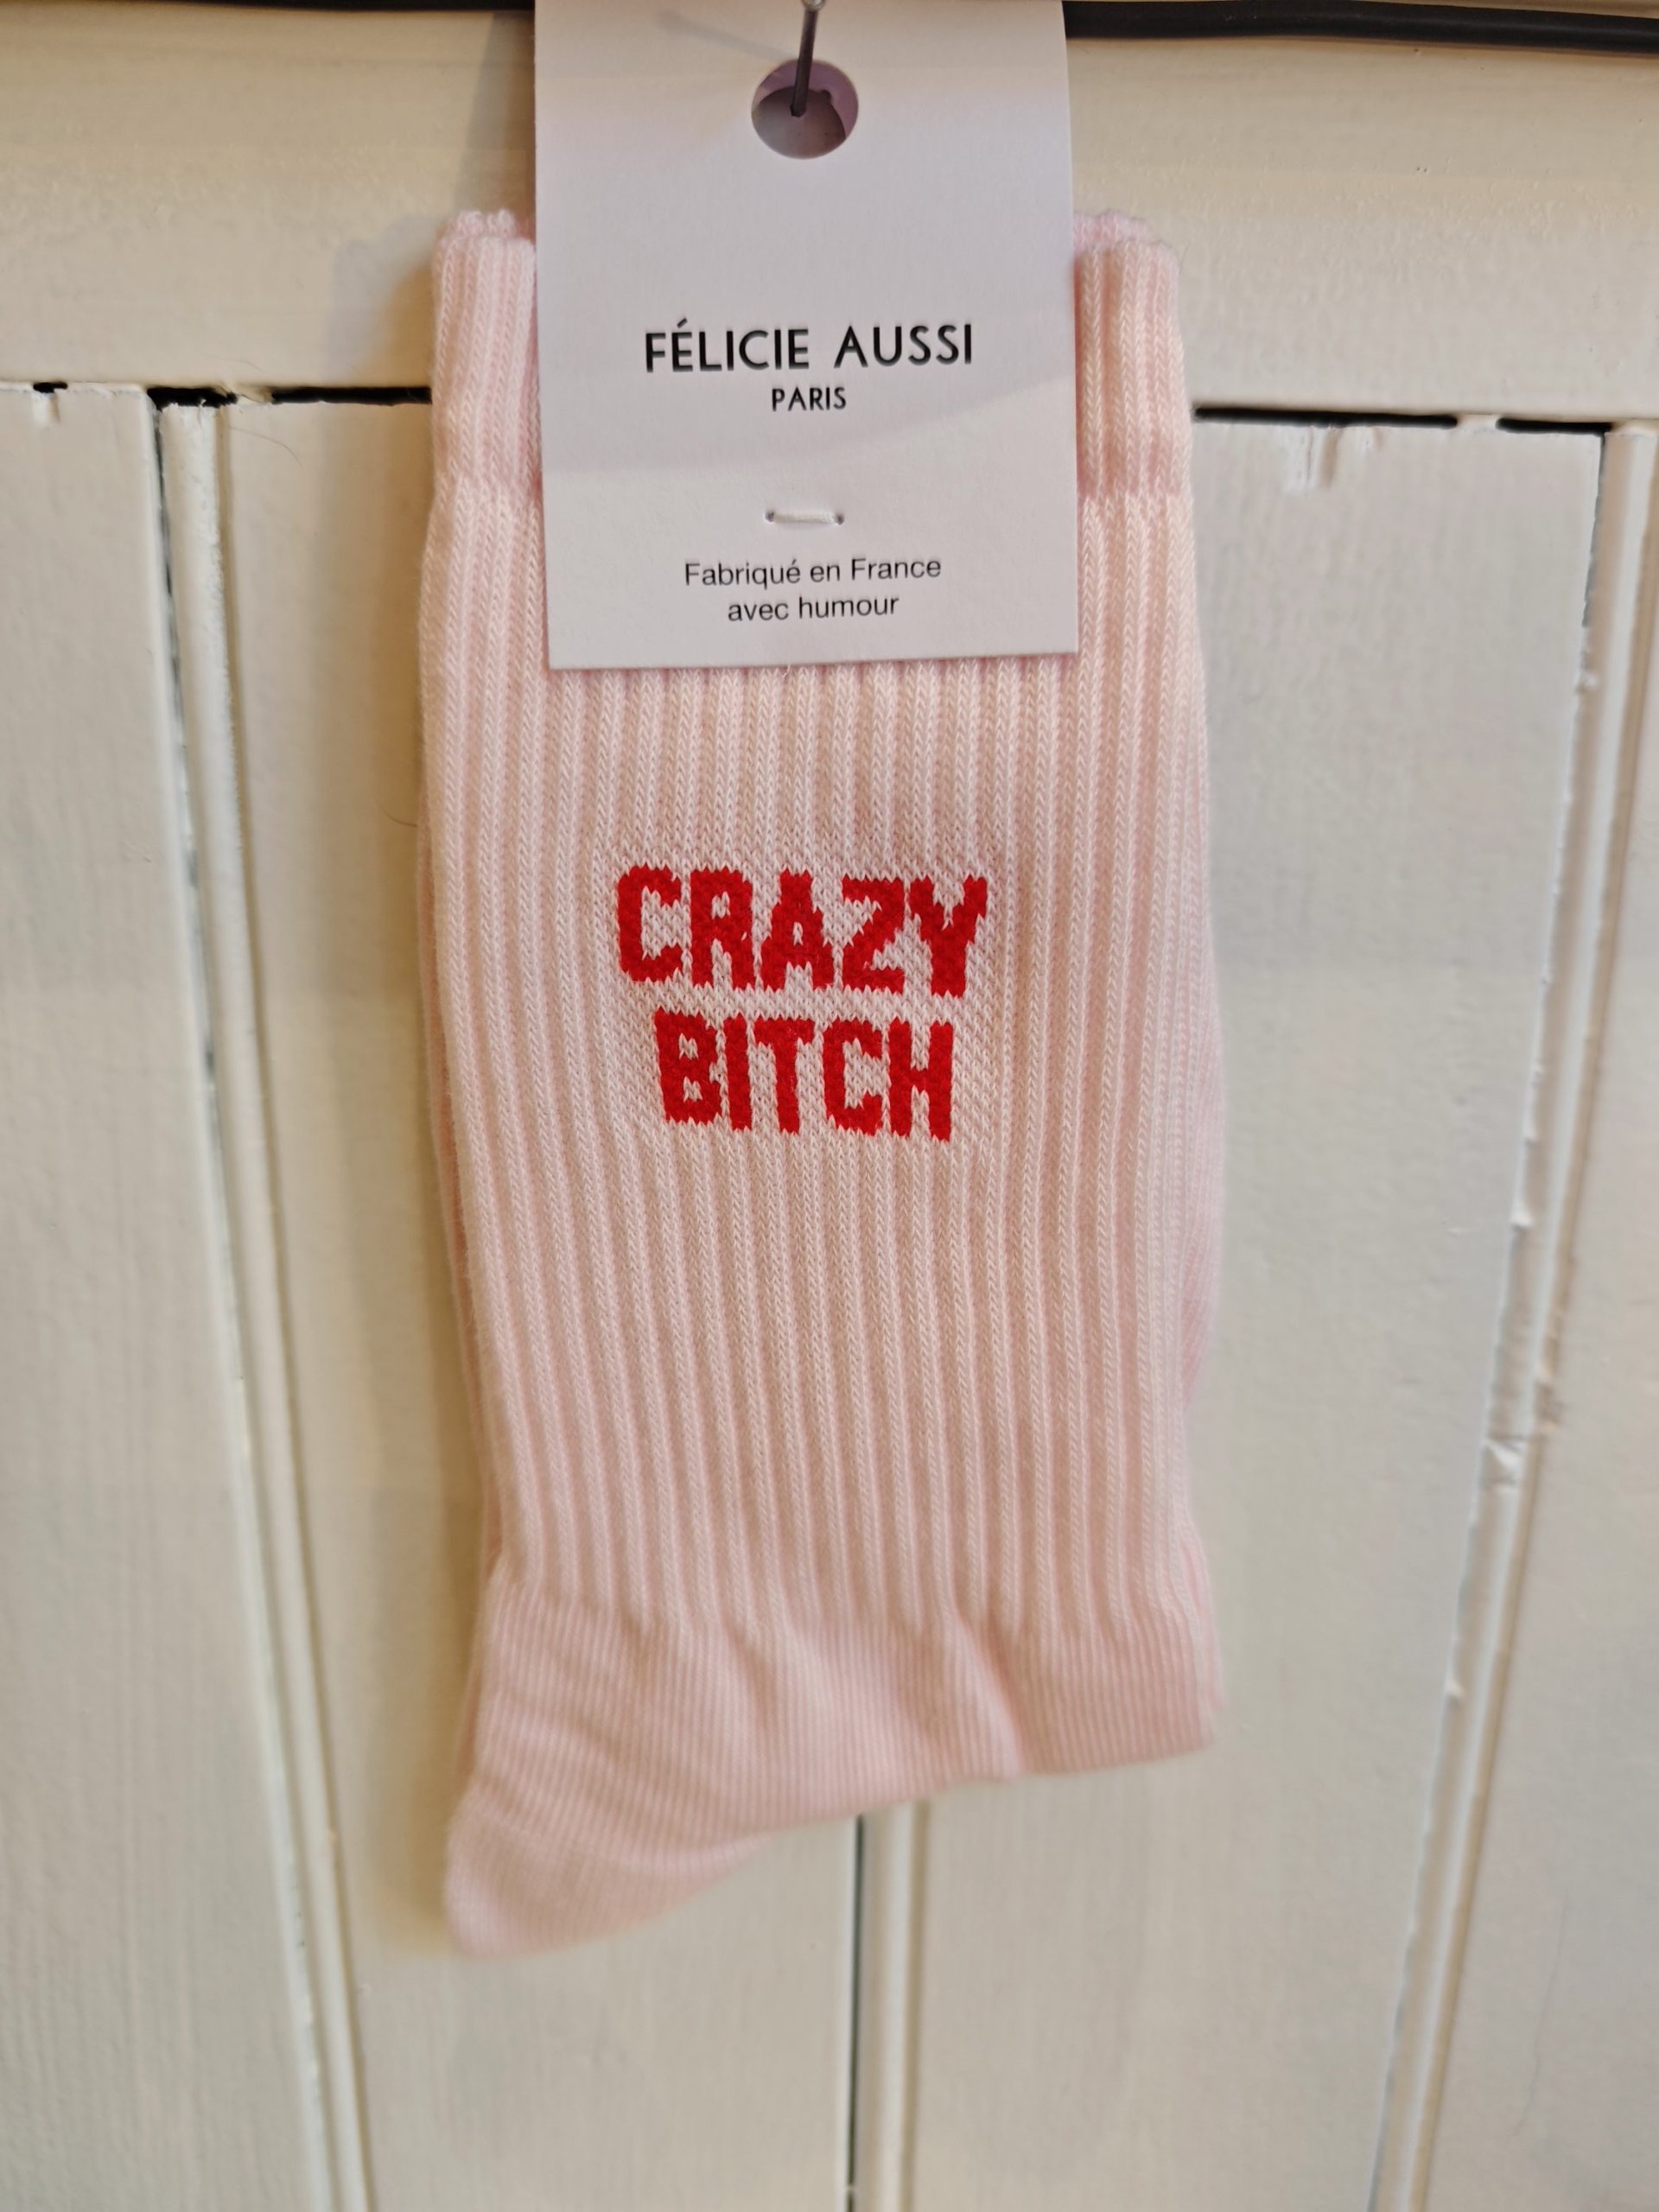 FÉLICIE AUSSI
PARIS
Fabriqué en France
avec humour
CRAZY
BITCH